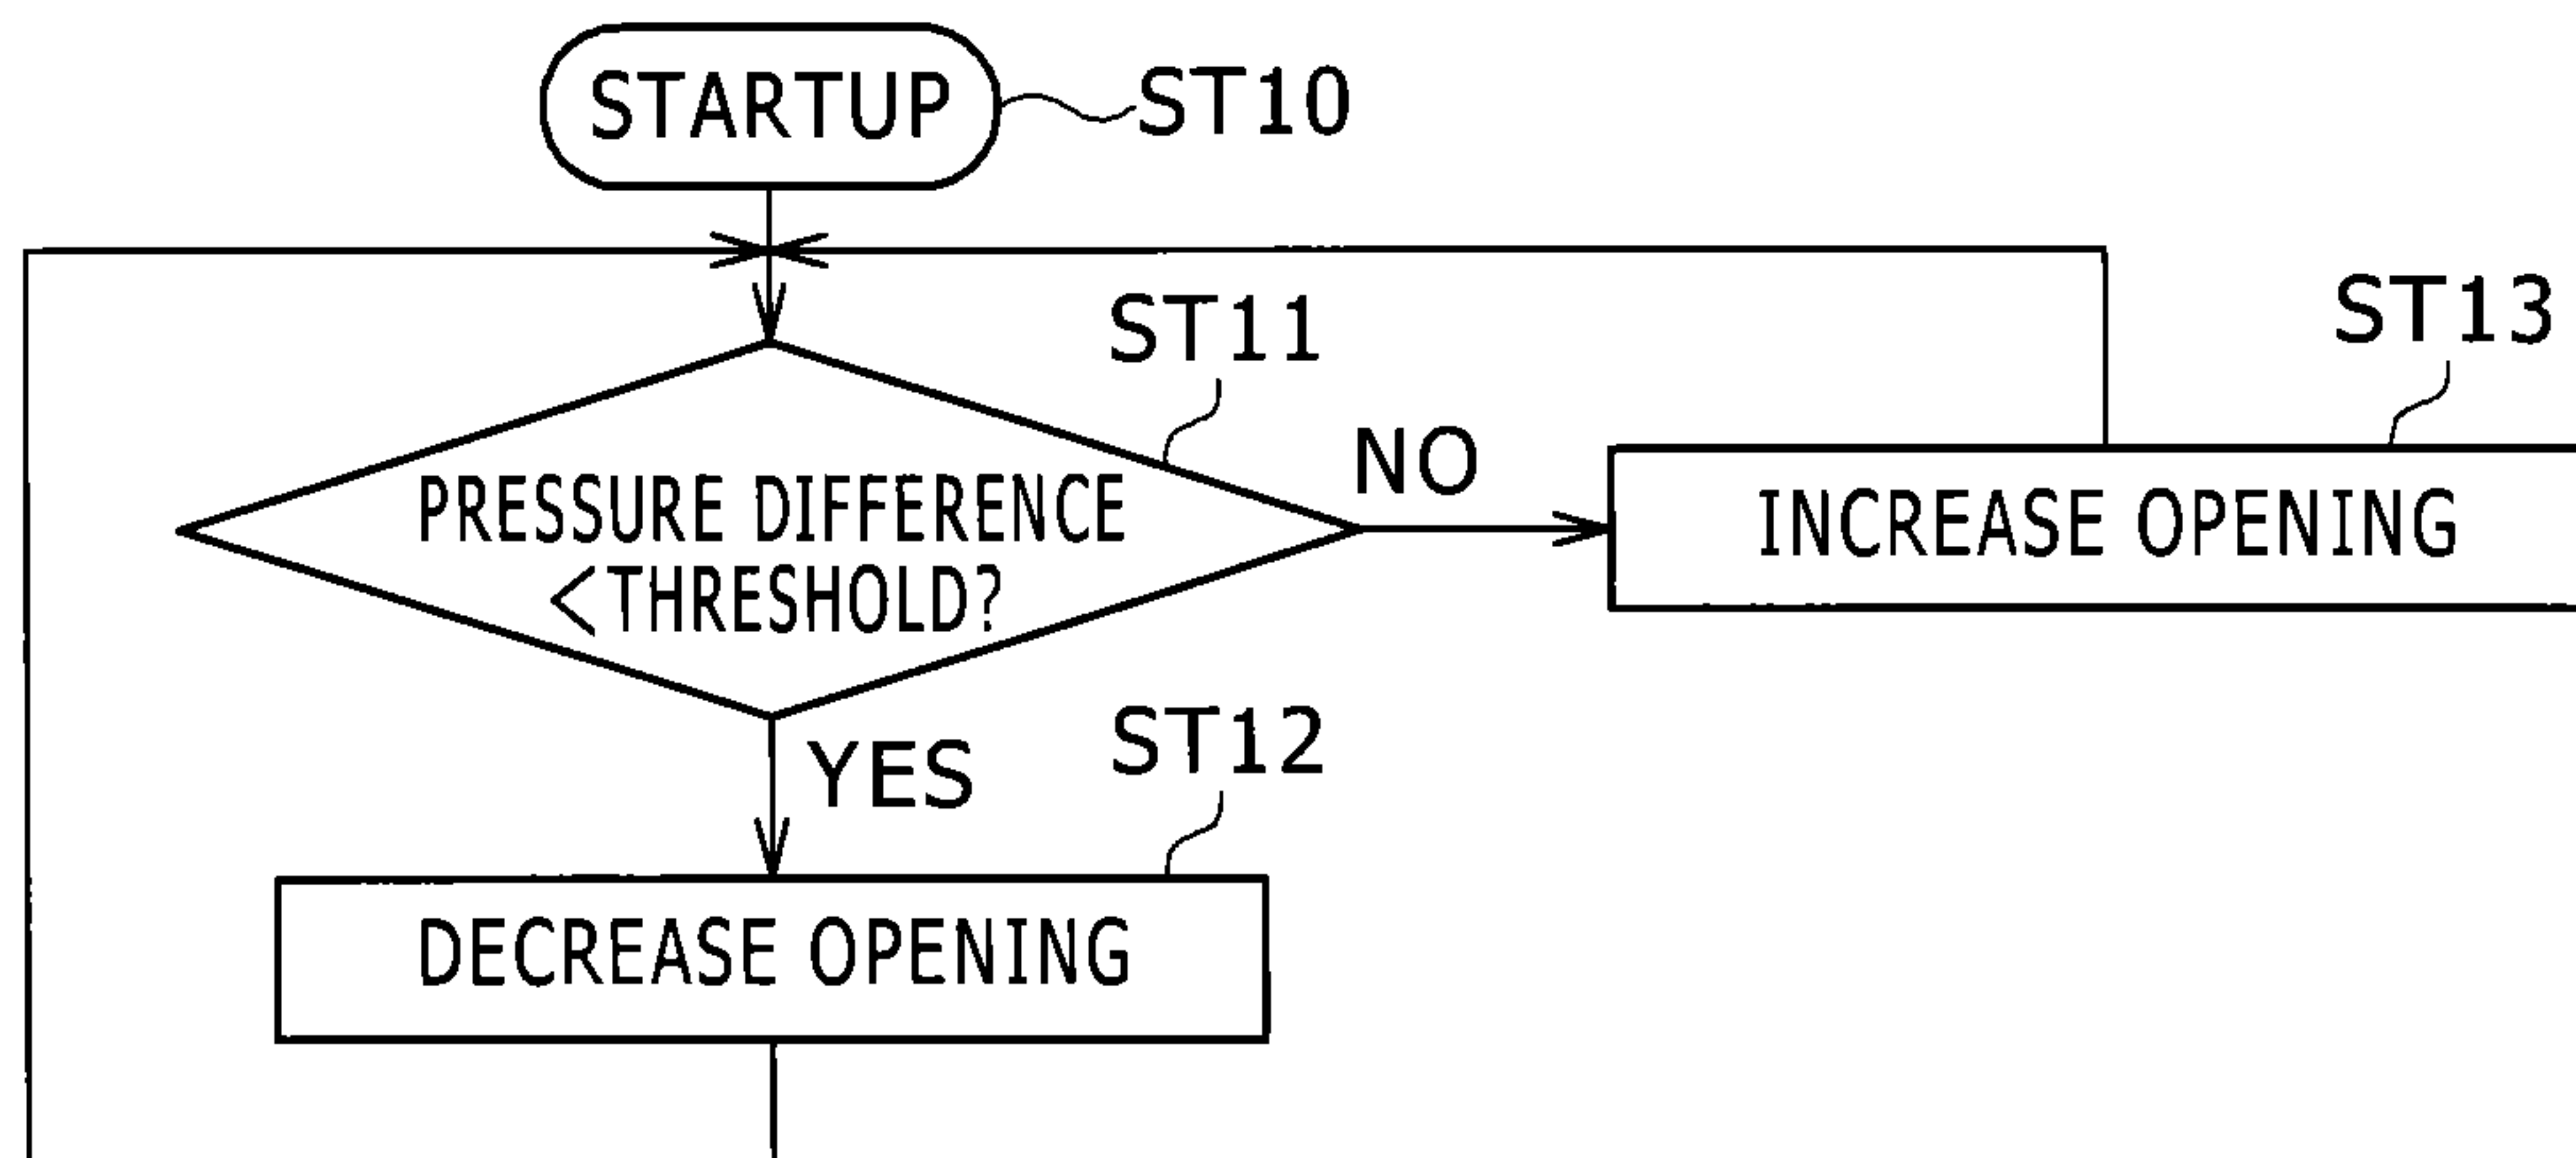 STARTUP
ST10
ST11
ST13
PRESSURE DIFFERENCE
<THRESHOLD?
NO
INCREASE OPENING
YES
ST12
DECREASE OPENING